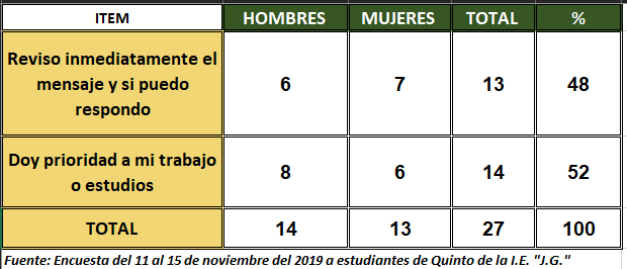 ITEM HOMBRES MUJERES TOTAL %
Reviso inmediatamente el
mensaje y si puedo
respondo
6 7 13 48
Doy prioridad a mi trabajo
o estudios
8 6 14 52
TOTAL 14 13 27 100
Fuente: Encuesta del 11 al 15 de noviembre del 2019 a estudiantes de Quinto de la I.E. "J.G."